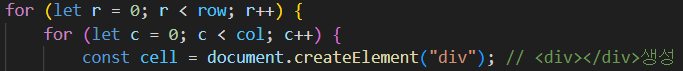 for (let r = 0; r < row; r++) {
for (let c = 0; c < col; c++) {
const cell = document.createElement("div"); // <div></div>생성